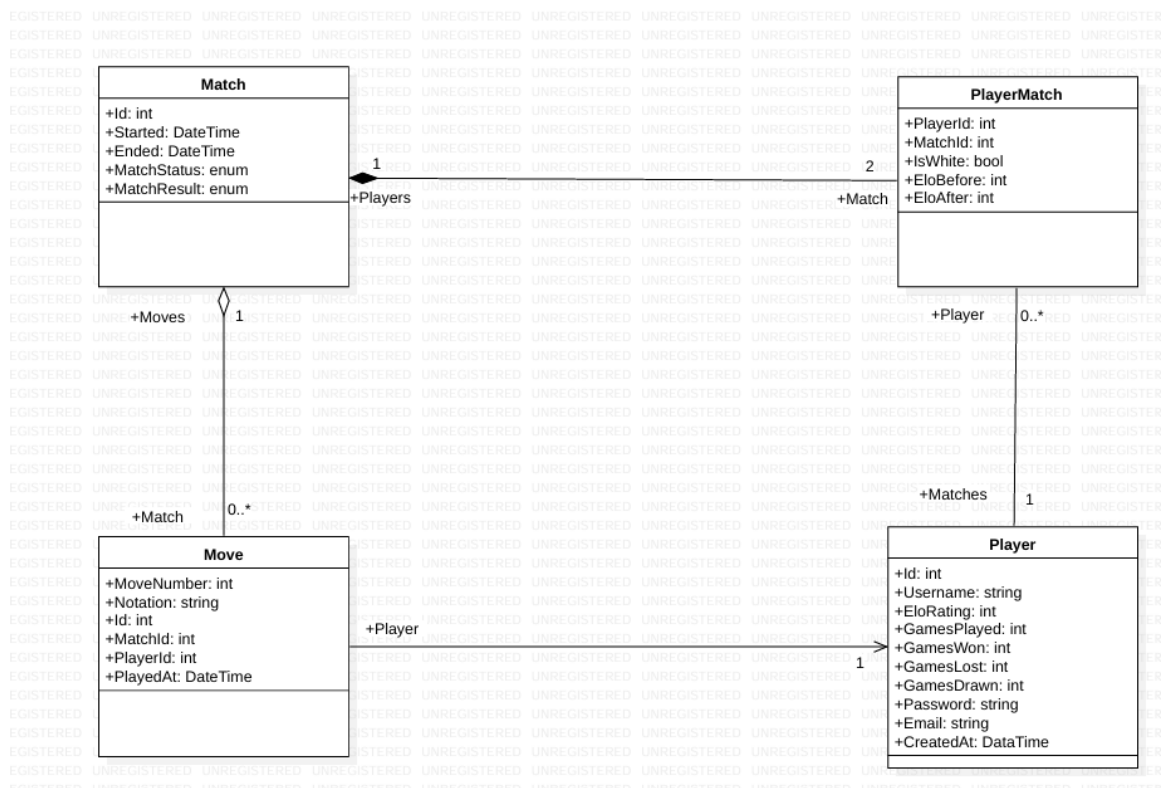 Match
+Id: int
+Started: DateTime
+Ended: DateTime
+MatchStatus: enum
+MatchResult: enum
1
+Players
2
+Match
PlayerMatch
+PlayerId: int
+MatchId: int
+IsWhite: bool
+EloBefore: int
+EloAfter: int
+Moves
1
+Match
0..*
+Player
0..*
+Matches
1
Move
+MoveNumber: int
+Notation: string
+Id: int
+MatchId: int
+PlayerId: int
+PlayedAt: DateTime
+Player
1
Player
+Id: int
+Username: string
+EloRating: int
+GamesPlayed: int
+GamesWon: int
+GamesLost: int
+GamesDrawn: int
+Password: string
+Email: string
+CreatedAt: DataTime
UNREGISTERED